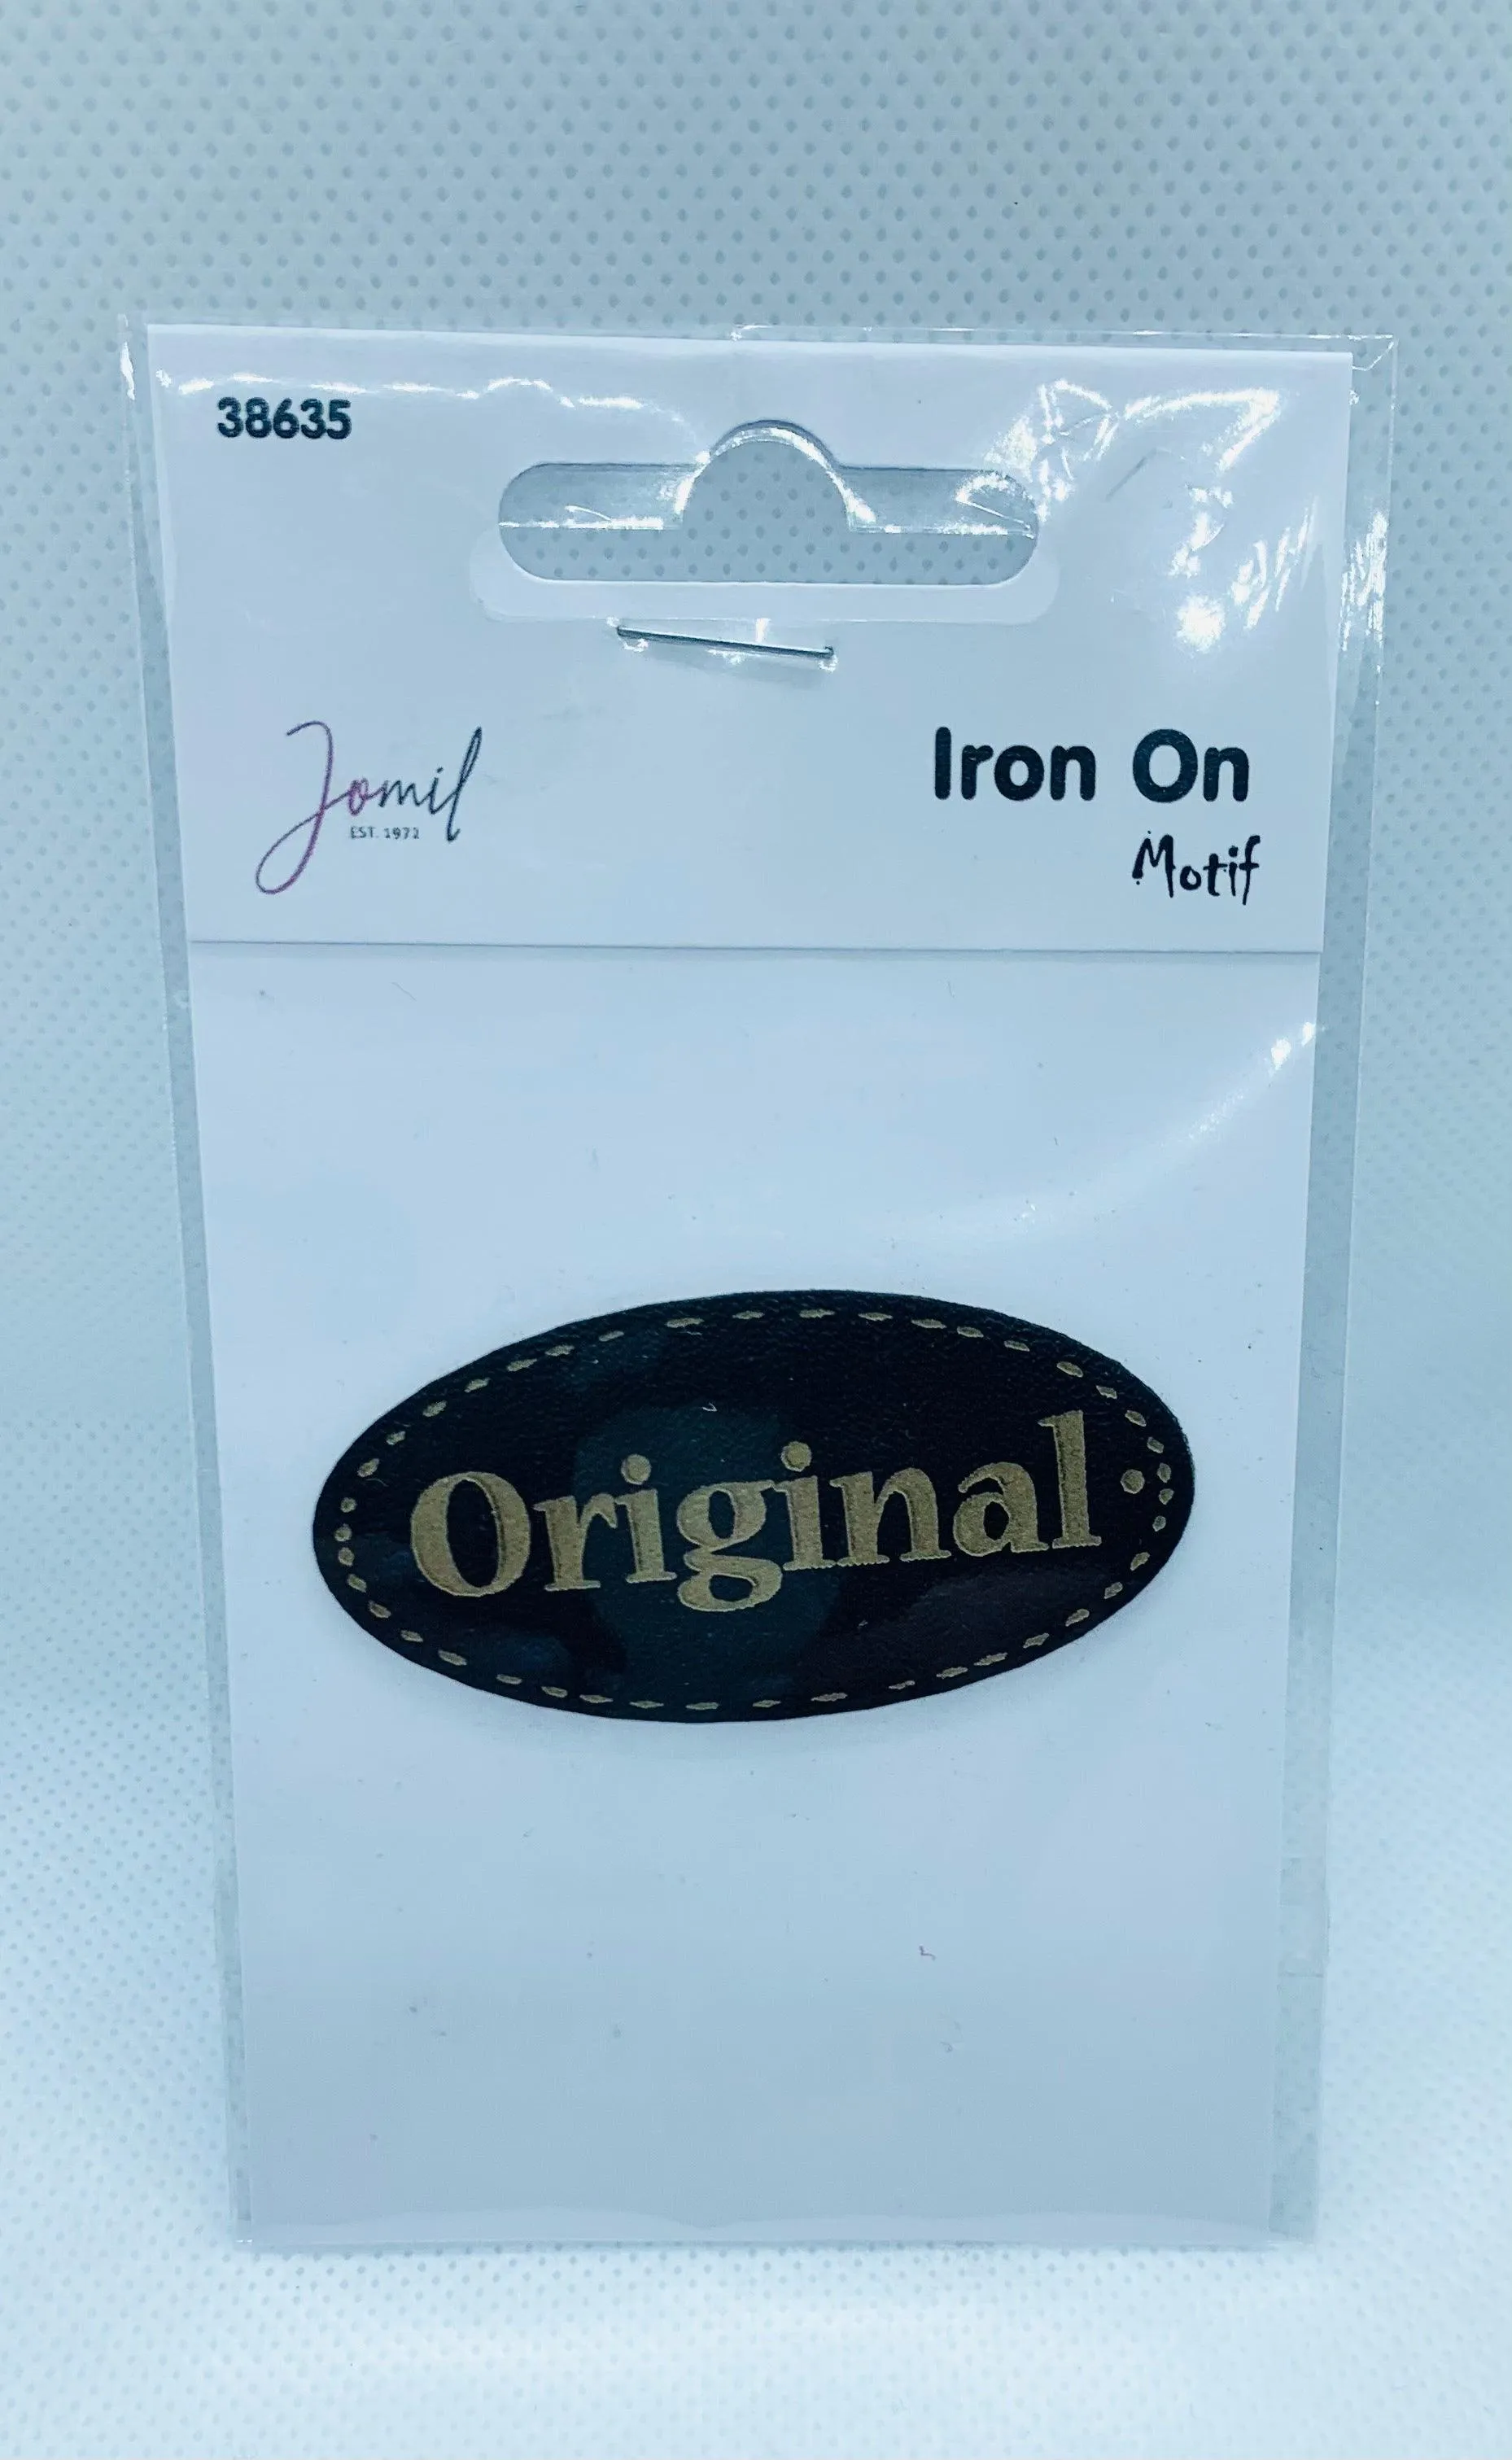 38635
Jomil
EST. 1972
Iron On
Motif
Original